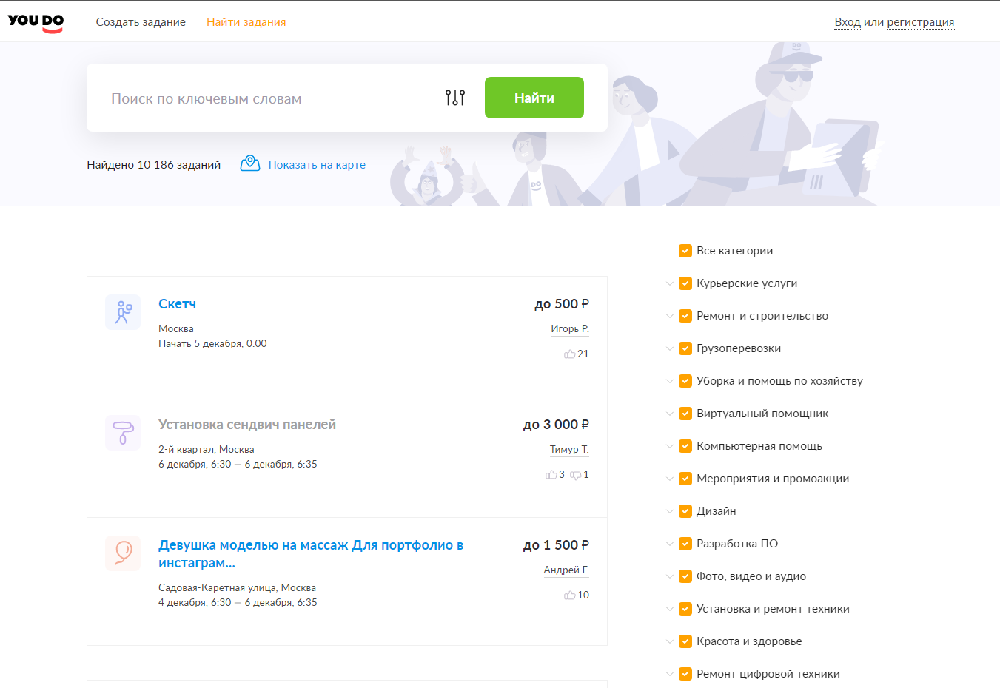 YOU DO
Создать задание
Найти задания
Вход или регистрация
DO
Поиск по ключевым словам
Найти
Найдено 10 186 заданий
Показать на карте
DO
Скетч
до 500 ₽
Москва
Игорь Р.
Начать 5 декабря, 0:00
21
Установка сендвич панелей
до 3 000 ₽
2-й квартал, Москва
Тимур Т.
6 декабря, 6:30 — 6 декабря, 6:35
3 1
Девушка моделью на массаж Для портфолио в
инстаграм...
до 1 500 ₽
Андрей Г.
Садовая-Каретная улица, Москва
4 декабря, 6:30 — 6 декабря, 6:35
10
Все категории
Курьерские услуги
Ремонт и строительство
Грузоперевозки
Уборка и помощь по хозяйству
Виртуальный помощник
Компьютерная помощь
Мероприятия и промоакции
Дизайн
Разработка ПО
Фото, видео и аудио
Установка и ремонт техники
Красота и здоровье
Ремонт цифровой техники